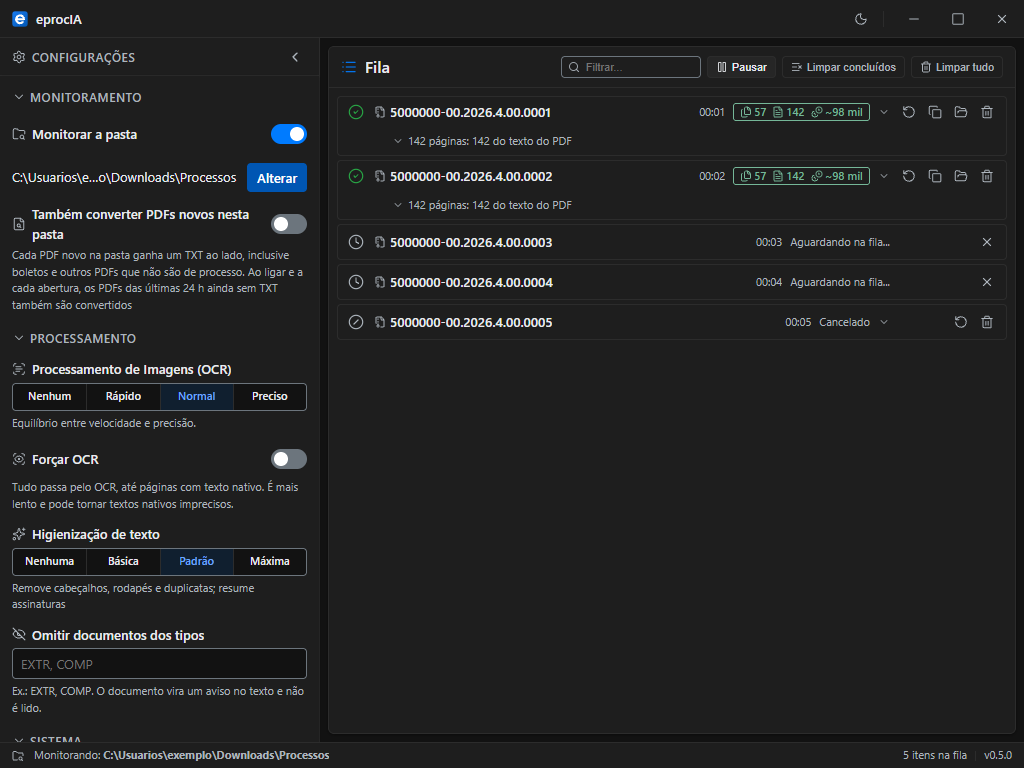 eprocIA
CONFIGURAÇÕES
MONITORAMENTO
Monitorar a pasta
C:\Usuarios\e...o\Downloads\Processos
Alterar
Também converter PDFs novos nesta
pasta
Cada PDF novo na pasta ganha um TXT ao lado, inclusive
boletos e outros PDFs que não são de processo. Ao ligar e a
cada abertura, os PDFs das últimas 24 h ainda sem TXT
também são convertidos
PROCESSAMENTO
Processamento de Imagens (OCR)
Nenhum Rápido Normal Preciso
Equilíbrio entre velocidade e precisão.
Forçar OCR
Tudo passa pelo OCR, até páginas com texto nativo. É mais
lento e pode tornar textos nativos imprecisos.
Higienização de texto
Nenhuma Básica Padrão Máxima
Remove cabeçalhos, rodapés e duplicatas; resume
assinaturas
Omitir documentos dos tipos
EXTR, COMP
Ex.: EXTR, COMP. O documento vira um aviso no texto e não
é lido.
SISTEMA
Fila
Filtrar...
Pausar
Limpar concluídos
Limpar tudo
5000000-00.2026.4.00.0001 00:01 57 142 ~98 mil
142 páginas: 142 do texto do PDF
5000000-00.2026.4.00.0002 00:02 57 142 ~98 mil
142 páginas: 142 do texto do PDF
5000000-00.2026.4.00.0003 00:03 Aguardando na fila...
5000000-00.2026.4.00.0004 00:04 Aguardando na fila...
5000000-00.2026.4.00.0005 00:05 Cancelado
Monitorando: C:\Usuarios\exemplo\Downloads\Processos
5 itens na fila
v0.5.0